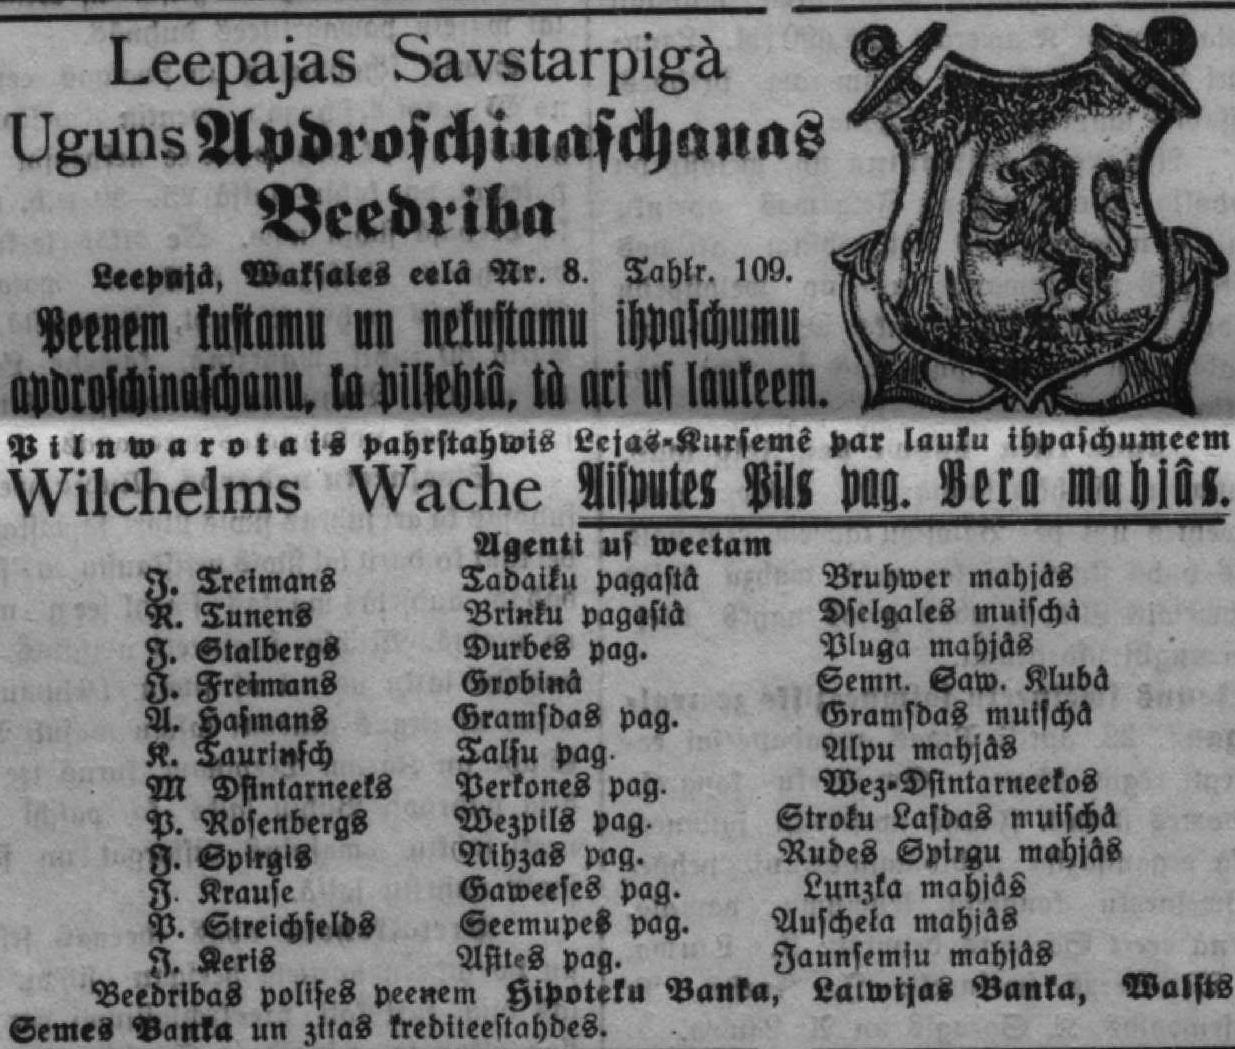 Leepajas Savstarpigà
Uguns Apdroſchinaſchanas
Beedriba
Leepajâ, Wakſales eelâ Nr. 8. Tahlr. 109.
Peenem kuſtamu un nekuſtamu ihpaſchumu
apdroſchinaſchanu, ka pilſehtâ, tà ari uſ laukeem.
Pilnwarotais pahrſtahwis Lejas-Kurſemê par lauku ihpaſchumeem
Wilchelms Wache Aiſputes Pils pag. Bera mahjâs.
Agenti uſ weetam
J. Treimans Tadaiku pagaſtâ Bruhwer mahjâs
R. Tunens Brinku pagaſtâ Dſelgales muiſchâ
J. Stalbergs Durbes pag. Pluga mahjâs
J. Freimans Grobinâ Semn. Saw. Klubâ
A. Haſmans Gramſdas pag. Gramſdas muiſchâ
K. Taurinſch Talſu pag. Alpu mahjâs
M Dſintarneeks Perkones pag. Wez-Dſintarneekos
P. Roſenbergs Wezpils pag. Stroku Laſdas muiſchâ
J. Spirgis Nihzas pag. Rudes Spirgu mahjâs
J. Krauſe Gaweeſes pag. Lunzka mahjâs
P. Streichfelds Seemupes pag. Auſcheka mahjâs
J. Keris Aſites pag. Jaunſemju mahjâs
Beedribas poliſes peenem Hipoteku Banka, Latwijas Banka, Walſts
Semes Banka un zitas krediteeſtahdes.